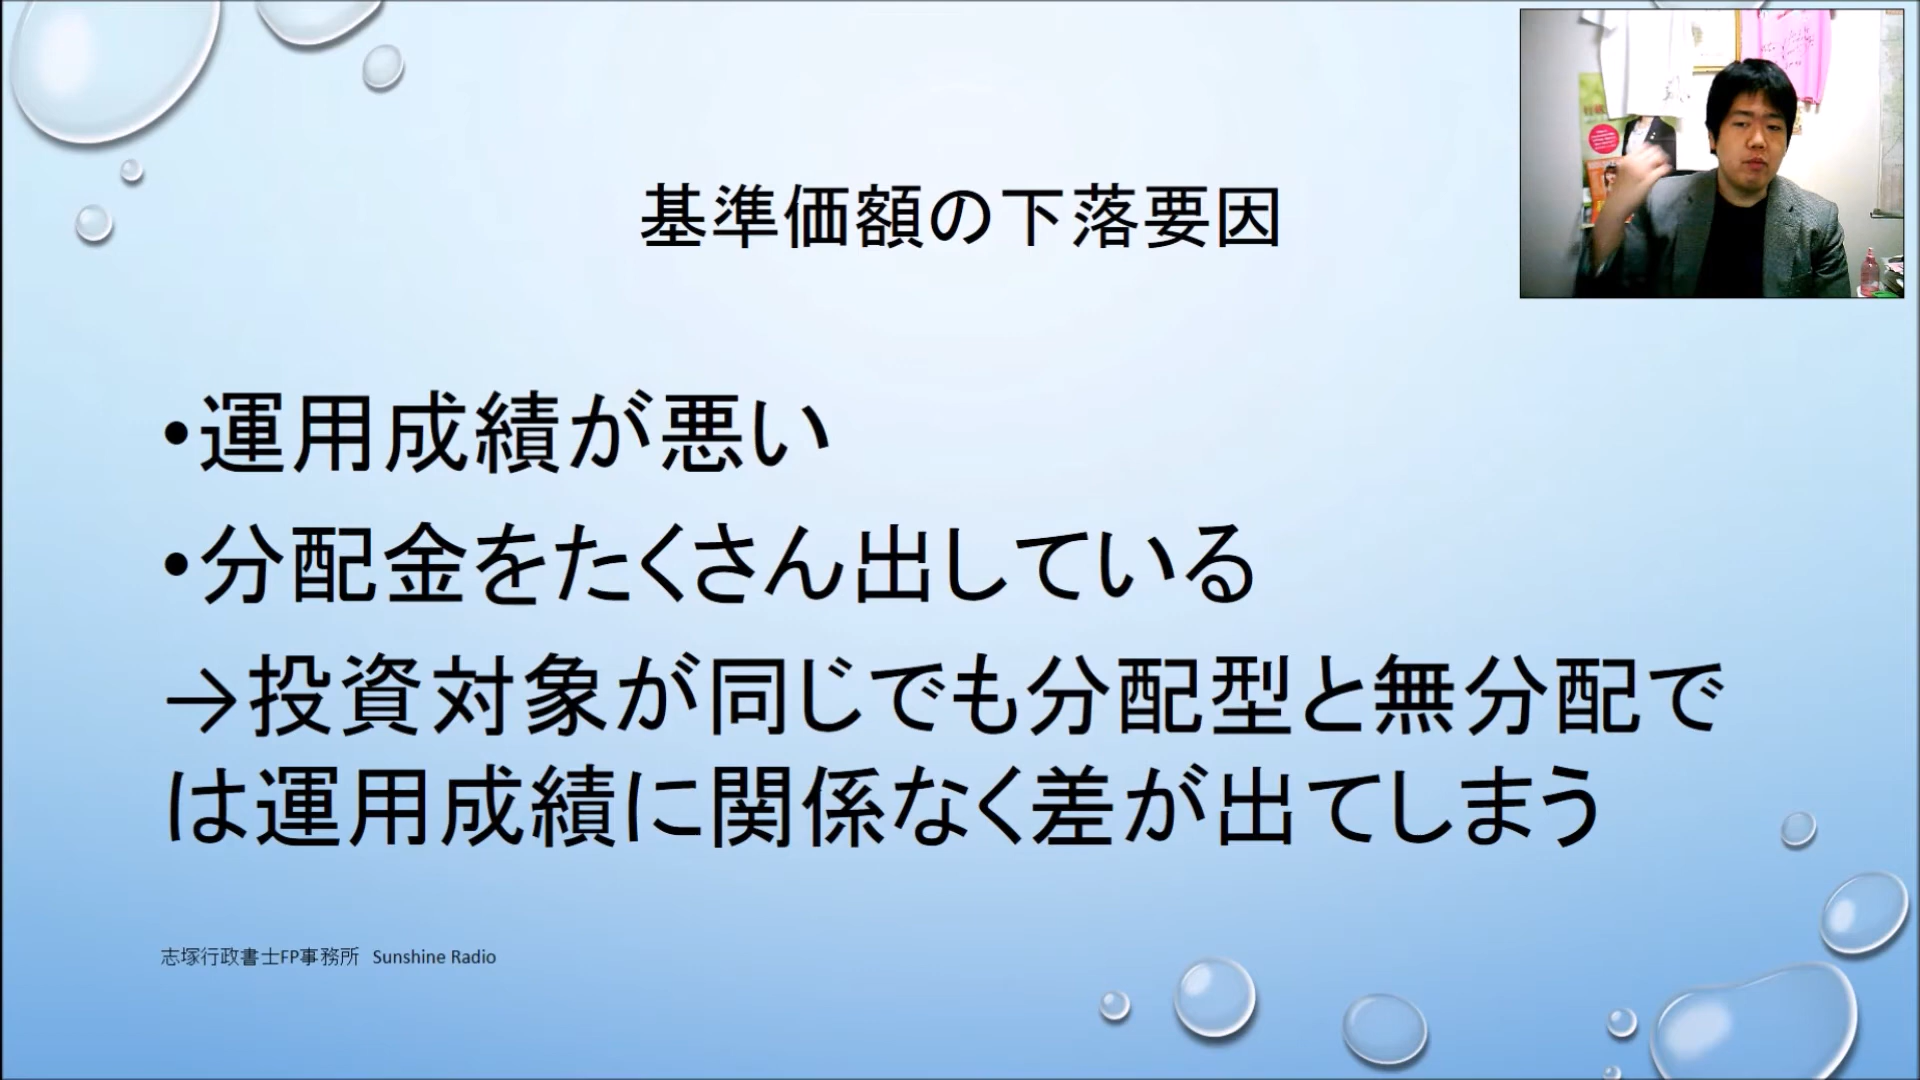 基準価額の下落要因
•運用成績が悪い
•分配金をたくさん出している
→投資対象が同じでも分配型と無分配で
は運用成績に関係なく差が出てしまう
志塚行政書士FP事務所 Sunshine Radio